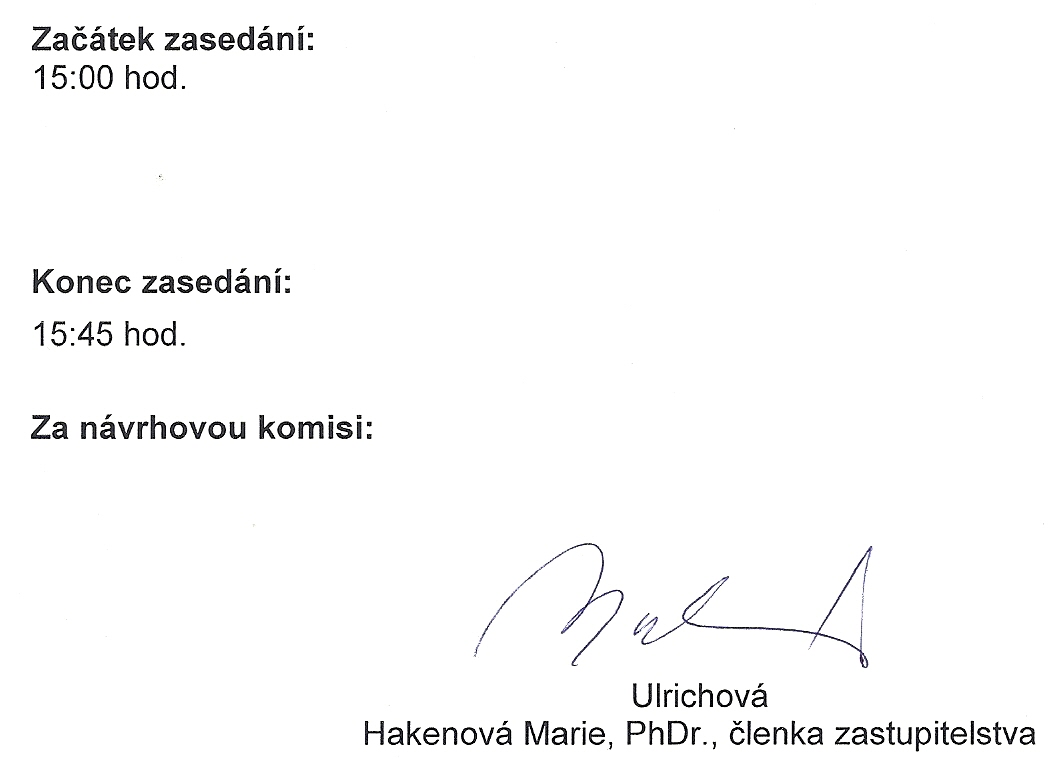 Začátek zasedání:
15:00 hod.
Konec zasedání:
15:45 hod.
Za návrhovou komisi:
Ulrichová
Hakenová Marie, PhDr., členka zastupitelstva